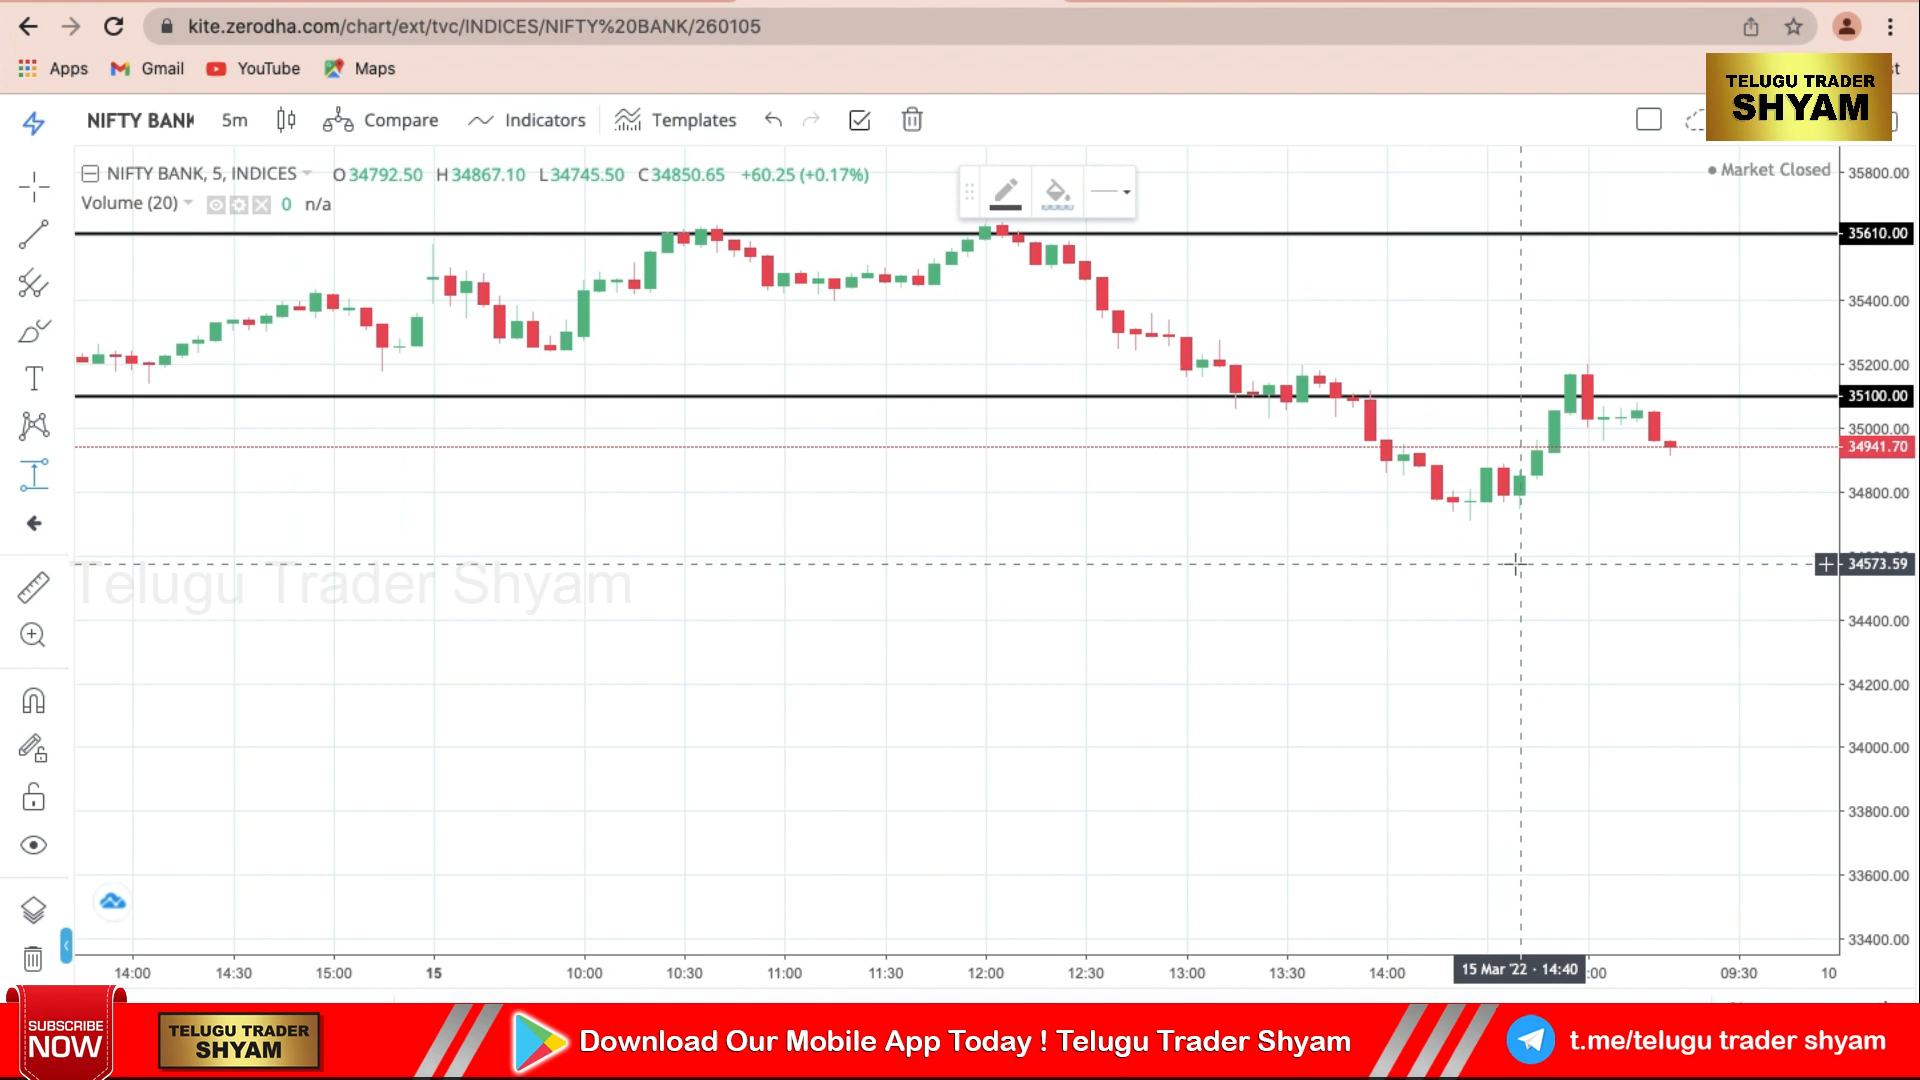 kite.zerodha.com/chart/ext/tvc/INDICES/NIFTY%20BANK/260105
Apps Gmail YouTube Maps
TELUGU TRADER
SHYAM
NIFTY BANK 5m Compare Indicators Templates
NIFTY BANK, 5, INDICES O34792.50 H34867.10 L34745.50 C34850.65 +60.25 (+0.17%)
Market Closed
Volume (20) 0 n/a
35800.00
35610.00
35400.00
35200.00
35100.00
35000.00
34941.70
34800.00
34573.59
Telugu Trader Shyam
34400.00
34200.00
34000.00
33800.00
33600.00
33400.00
14:00 14:30 15:00 15 10:00 10:30 11:00 11:30 12:00 12:30 13:00 13:30 14:00 15 Mar '22 · 14:40 :00 09:30 10
SUBSCRIBE
NOW
TELUGU TRADER
SHYAM
Download Our Mobile App Today ! Telugu Trader Shyam
t.me/telugu trader shyam